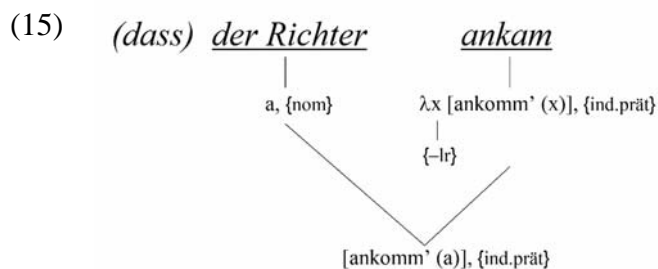 (15) (dass) der Richter ankam
a, {nom} λx [ankomm’ (x)], {ind.prät}
{–lr}
[ankomm’ (a)], {ind.prät}